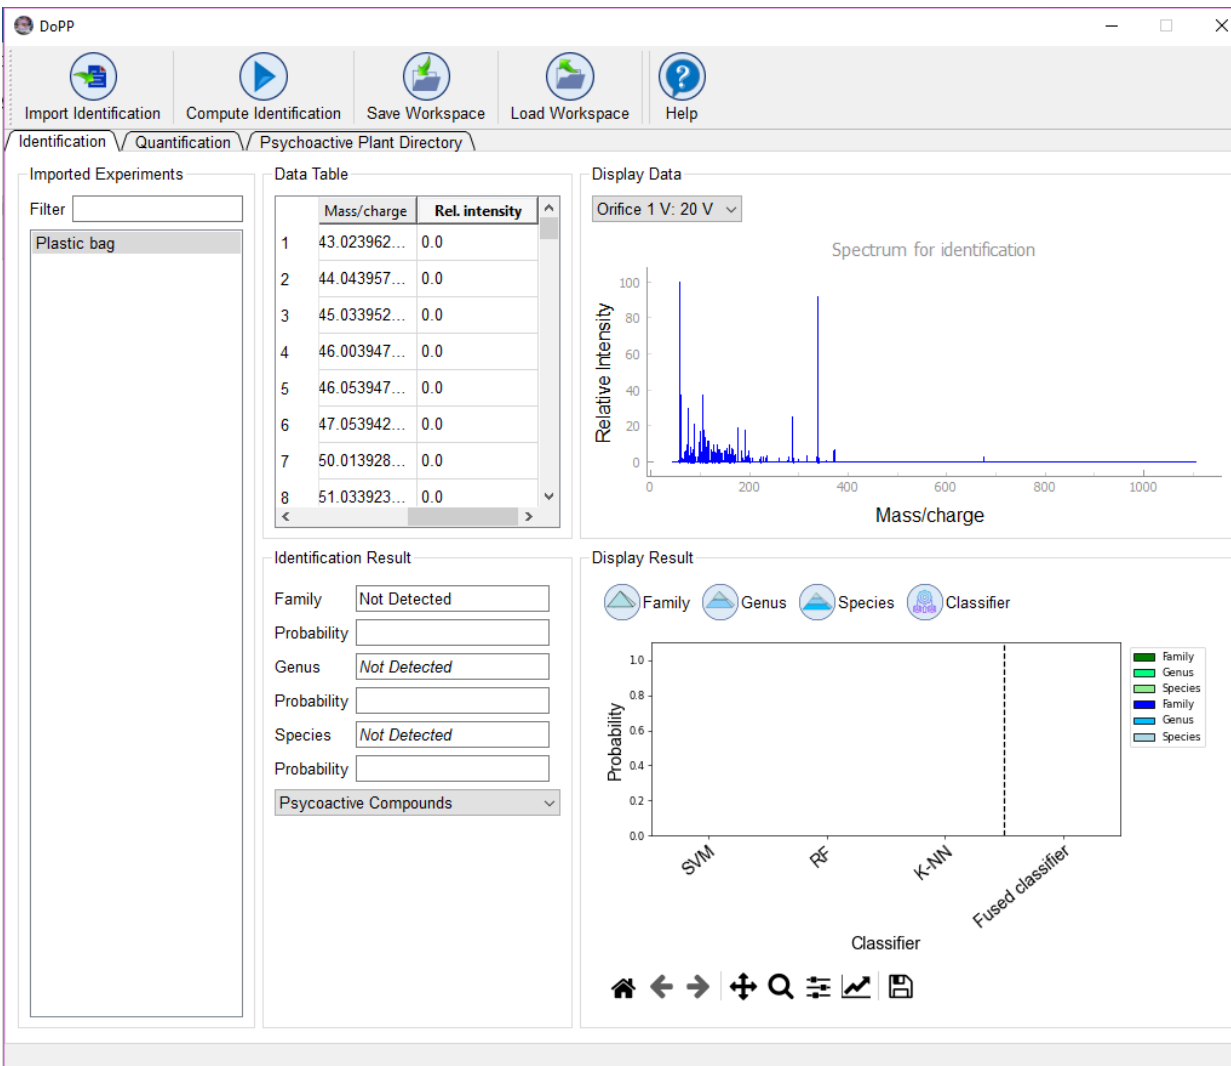 DoPP
Import Identification Compute Identification Save Workspace Load Workspace Help
Identification Quantification Psychoactive Plant Directory
Imported Experiments
Filter
Plastic bag
Data Table
Mass/charge Rel. intensity
1 43.023962... 0.0
2 44.043957... 0.0
3 45.033952... 0.0
4 46.003947... 0.0
5 46.053947... 0.0
6 47.053942... 0.0
7 50.013928... 0.0
8 51.033923... 0.0
Display Data
Orifice 1 V: 20 V
Spectrum for identification
Relative Intensity
100
80
60
40
20
0
0 200 400 600 800 1000
Mass/charge
Identification Result
Family Not Detected
Probability
Genus Not Detected
Probability
Species Not Detected
Probability
Psycoactive Compounds
Display Result
Family Genus Species Classifier
Probability
1.0
0.8
0.6
0.4
0.2
0.0
SVM RF K-NN Fused classifier
Classifier
Family
Genus
Species
Family
Genus
Species